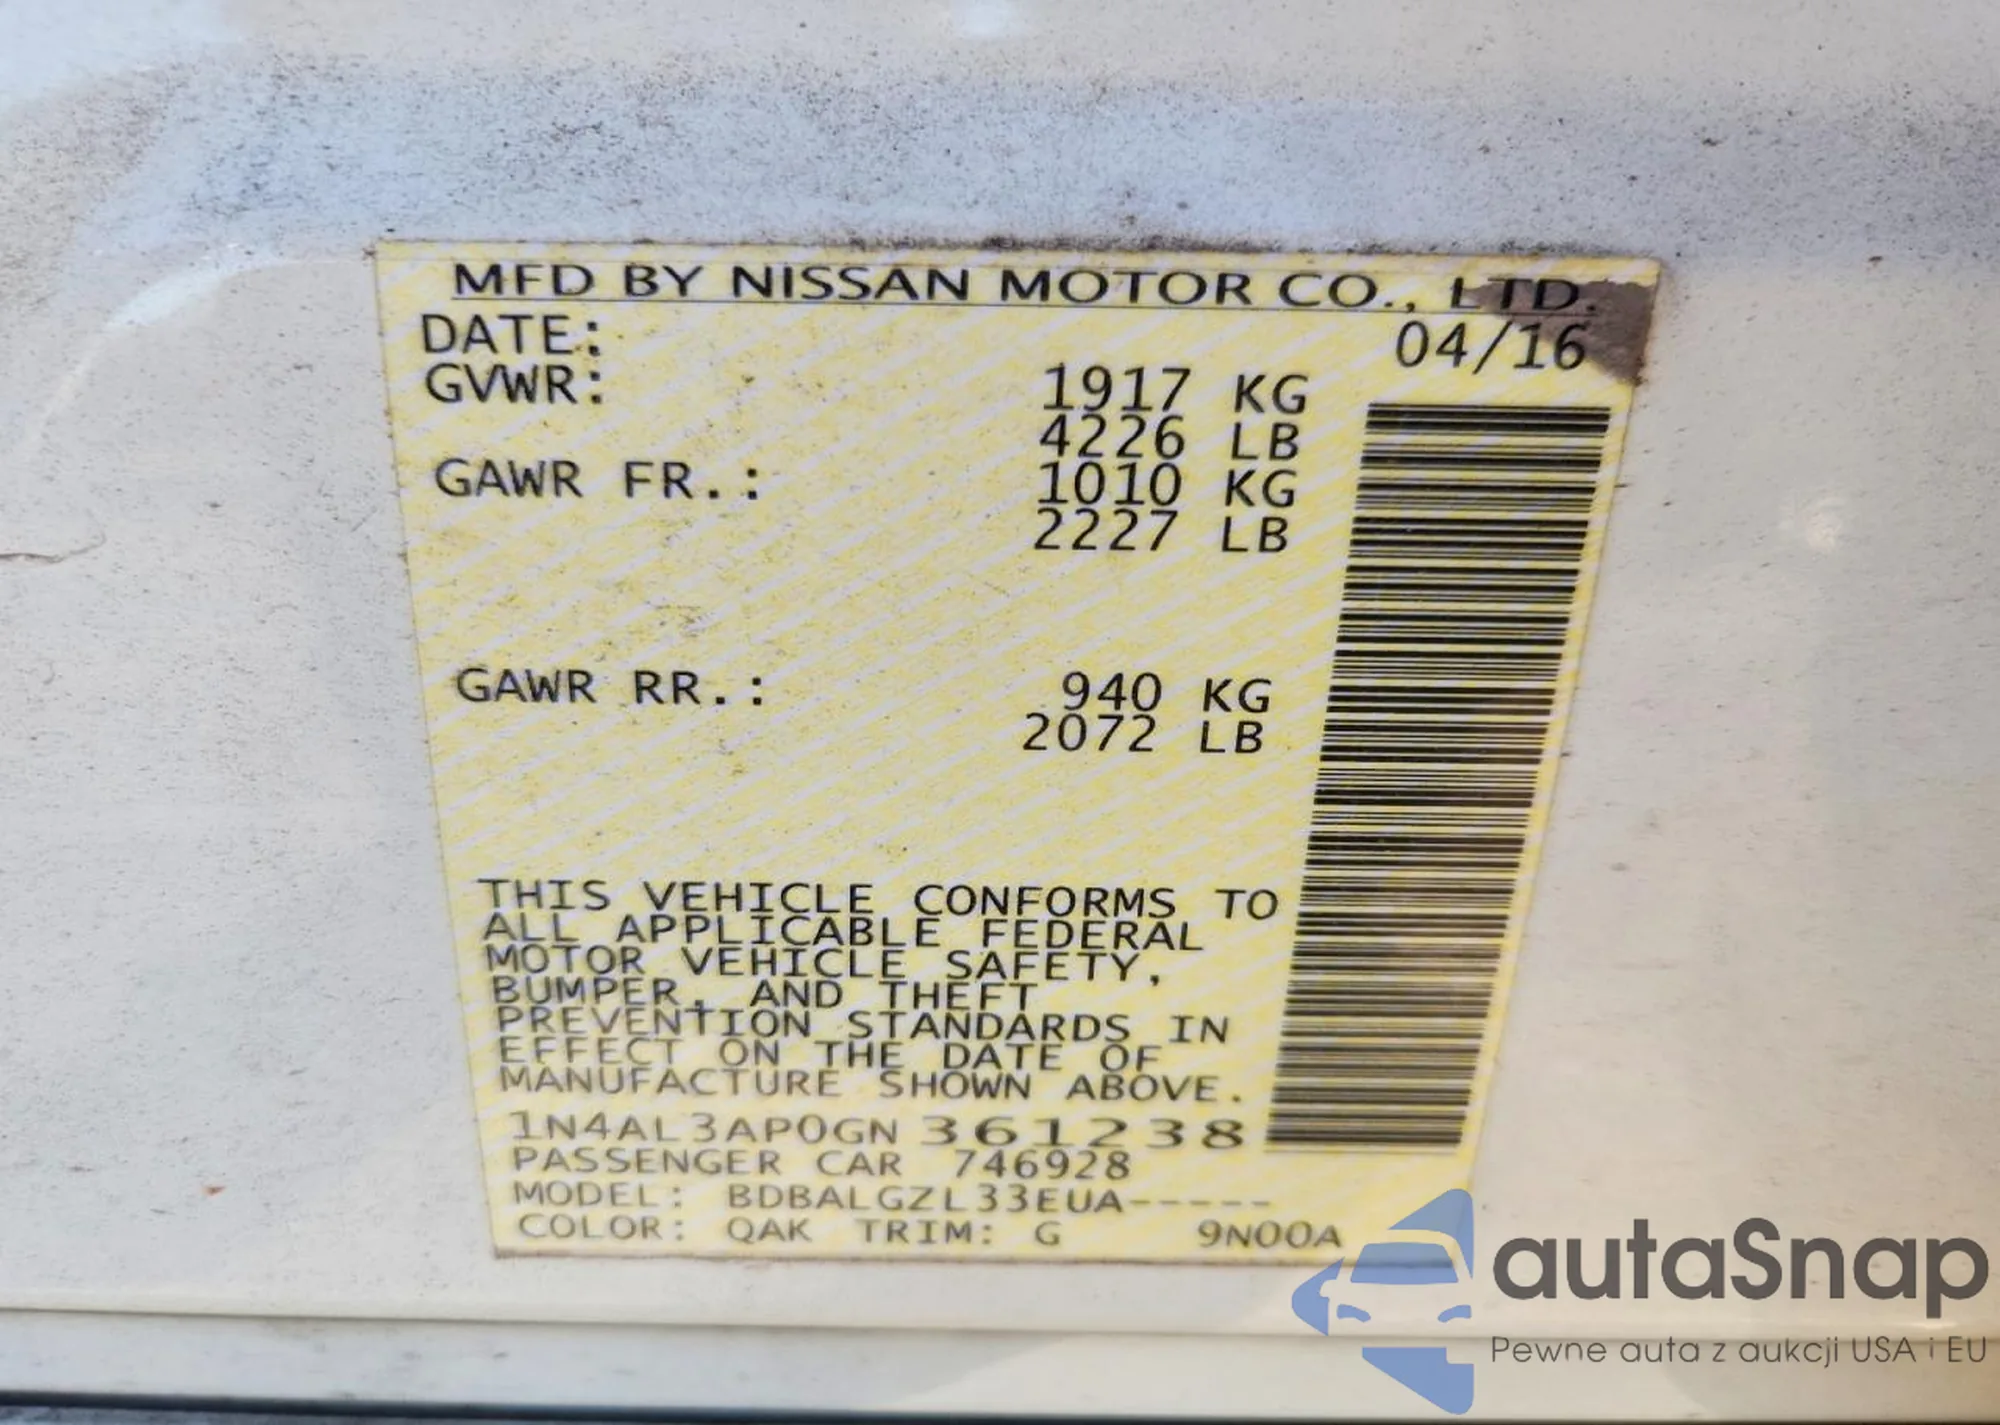 MFD BY NISSAN MOTOR CO., LTD.
DATE: 04/16
GVWR: 1917 KG
4226 LB
GAWR FR.: 1010 KG
2227 LB
GAWR RR.: 940 KG
2072 LB
THIS VEHICLE CONFORMS TO
ALL APPLICABLE FEDERAL
MOTOR VEHICLE SAFETY,
BUMPER, AND THEFT
PREVENTION STANDARDS IN
EFFECT ON THE DATE OF
MANUFACTURE SHOWN ABOVE.
1N4AL3AP0GN 361238
PASSENGER CAR 746928
MODEL: BDBALGZL33EUA-----
COLOR: QAK TRIM: G 9N00A
autaSnap
Pewne auta z aukcji USA i EU